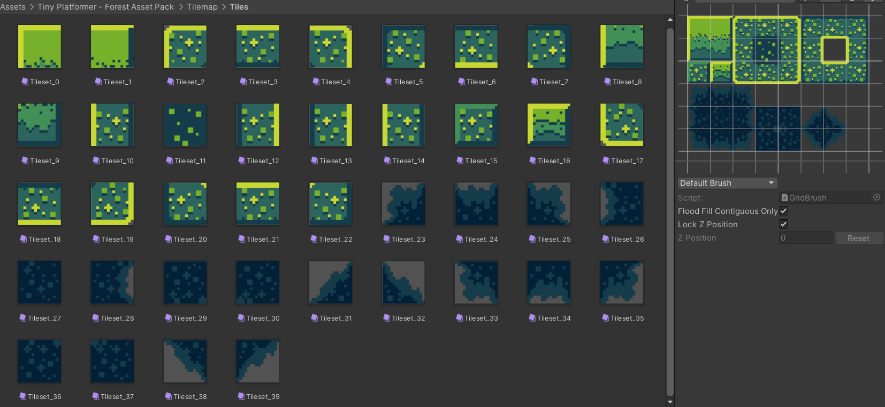 Assets > Tiny Platformer - Forest Asset Pack > Tilemap > Tiles
Tileset_0 Tileset_1 Tileset_2 Tileset_3 Tileset_4 Tileset_5 Tileset_6 Tileset_7 Tileset_8
Tileset_9 Tileset_10 Tileset_11 Tileset_12 Tileset_13 Tileset_14 Tileset_15 Tileset_16 Tileset_17
Tileset_18 Tileset_19 Tileset_20 Tileset_21 Tileset_22 Tileset_23 Tileset_24 Tileset_25 Tileset_26
Tileset_27 Tileset_28 Tileset_29 Tileset_30 Tileset_31 Tileset_32 Tileset_33 Tileset_34 Tileset_35
Tileset_36 Tileset_37 Tileset_38 Tileset_39
Default Brush
Script GridBrush
Flood Fill Contiguous Only
Lock Z Position
Z Position 0 Reset